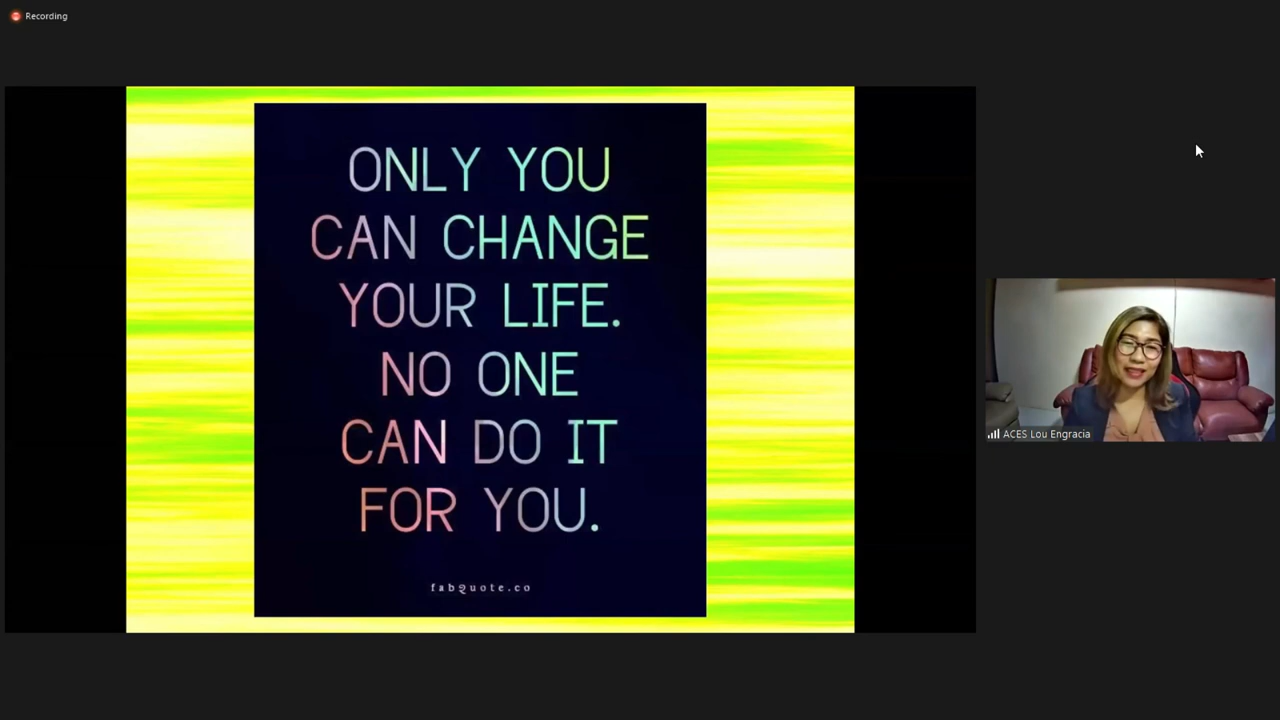 Recording
ONLY YOU
CAN CHANGE
YOUR LIFE.
NO ONE
CAN DO IT
FOR YOU.
fabQuote.co
ACES Lou Engracia